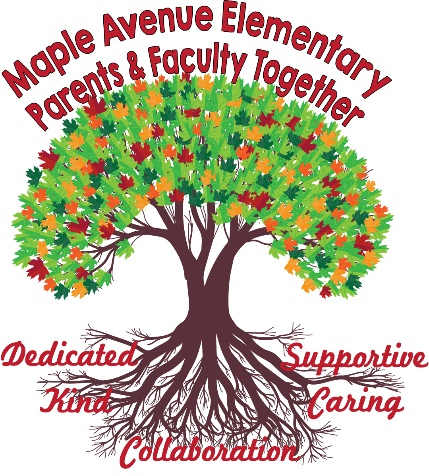 Maple Avenue Elementary
Parents & Faculty Together
Dedicated
Supportive
Kind
Caring
Collaboration